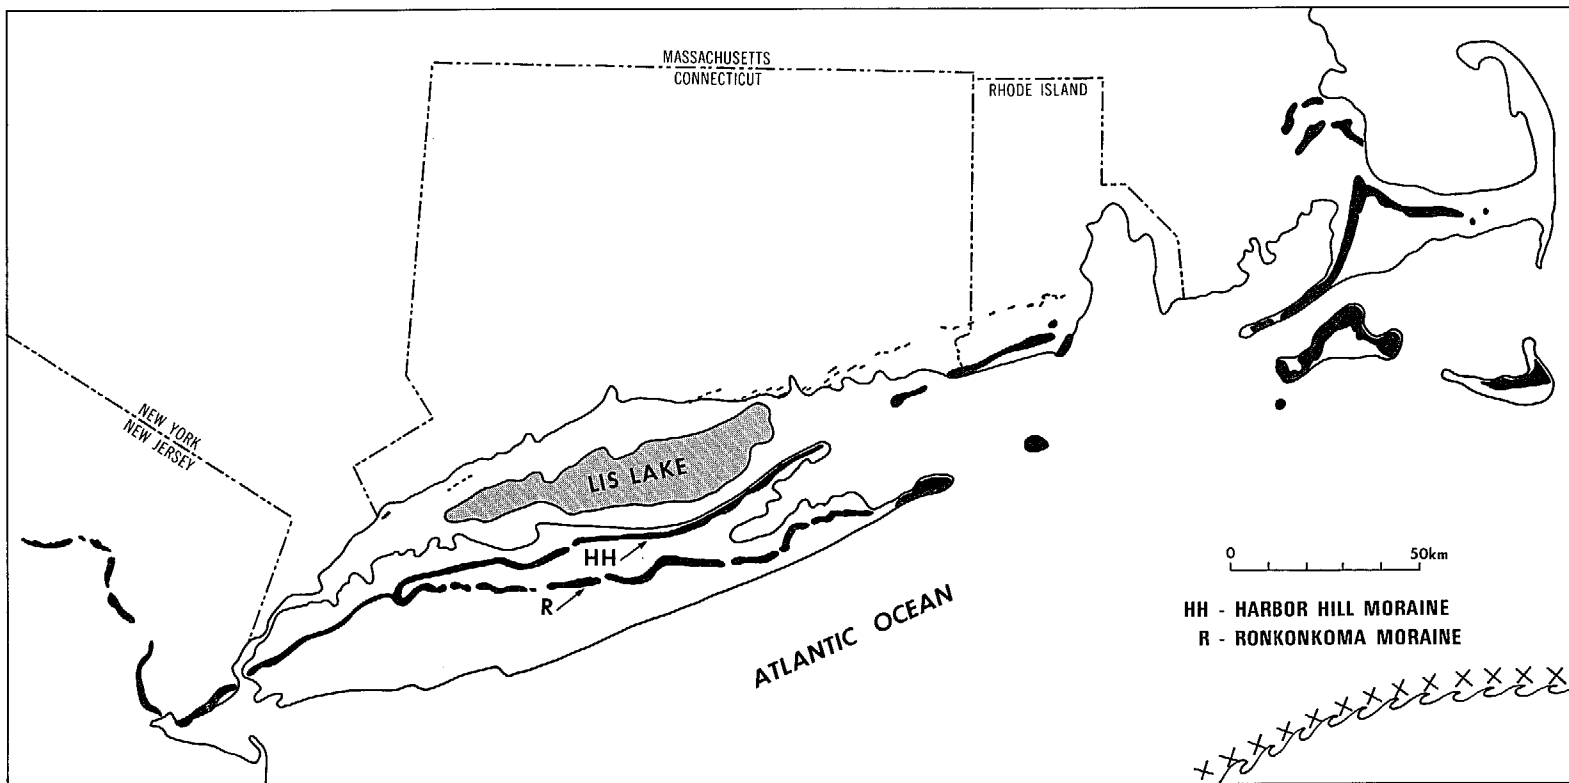 MASSACHUSETTS
CONNECTICUT
RHODE ISLAND
NEW YORK
NEW JERSEY
LIS LAKE
HH
R
ATLANTIC OCEAN
0 50km
HH - HARBOR HILL MORAINE
R - RONKONKOMA MORAINE